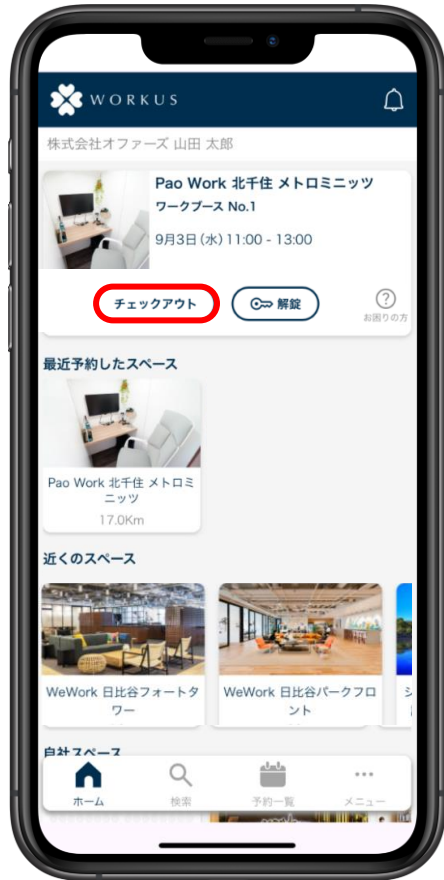 WORKUS
株式会社オファーズ 山田 太郎
Pao Work 北千住 メトロミニッツ
ワークブース No.1
9月3日(水)11:00 - 13:00
チェックアウト
解錠
お困りの方
最近予約したスペース
Pao Work 北千住 メトロミ
ニッツ
17.0Km
近くのスペース
WeWork 日比谷フォートタ
ワー
WeWork 日比谷パークフロ
ント
自社スペース
ホーム
検索
予約一覧
メニュー